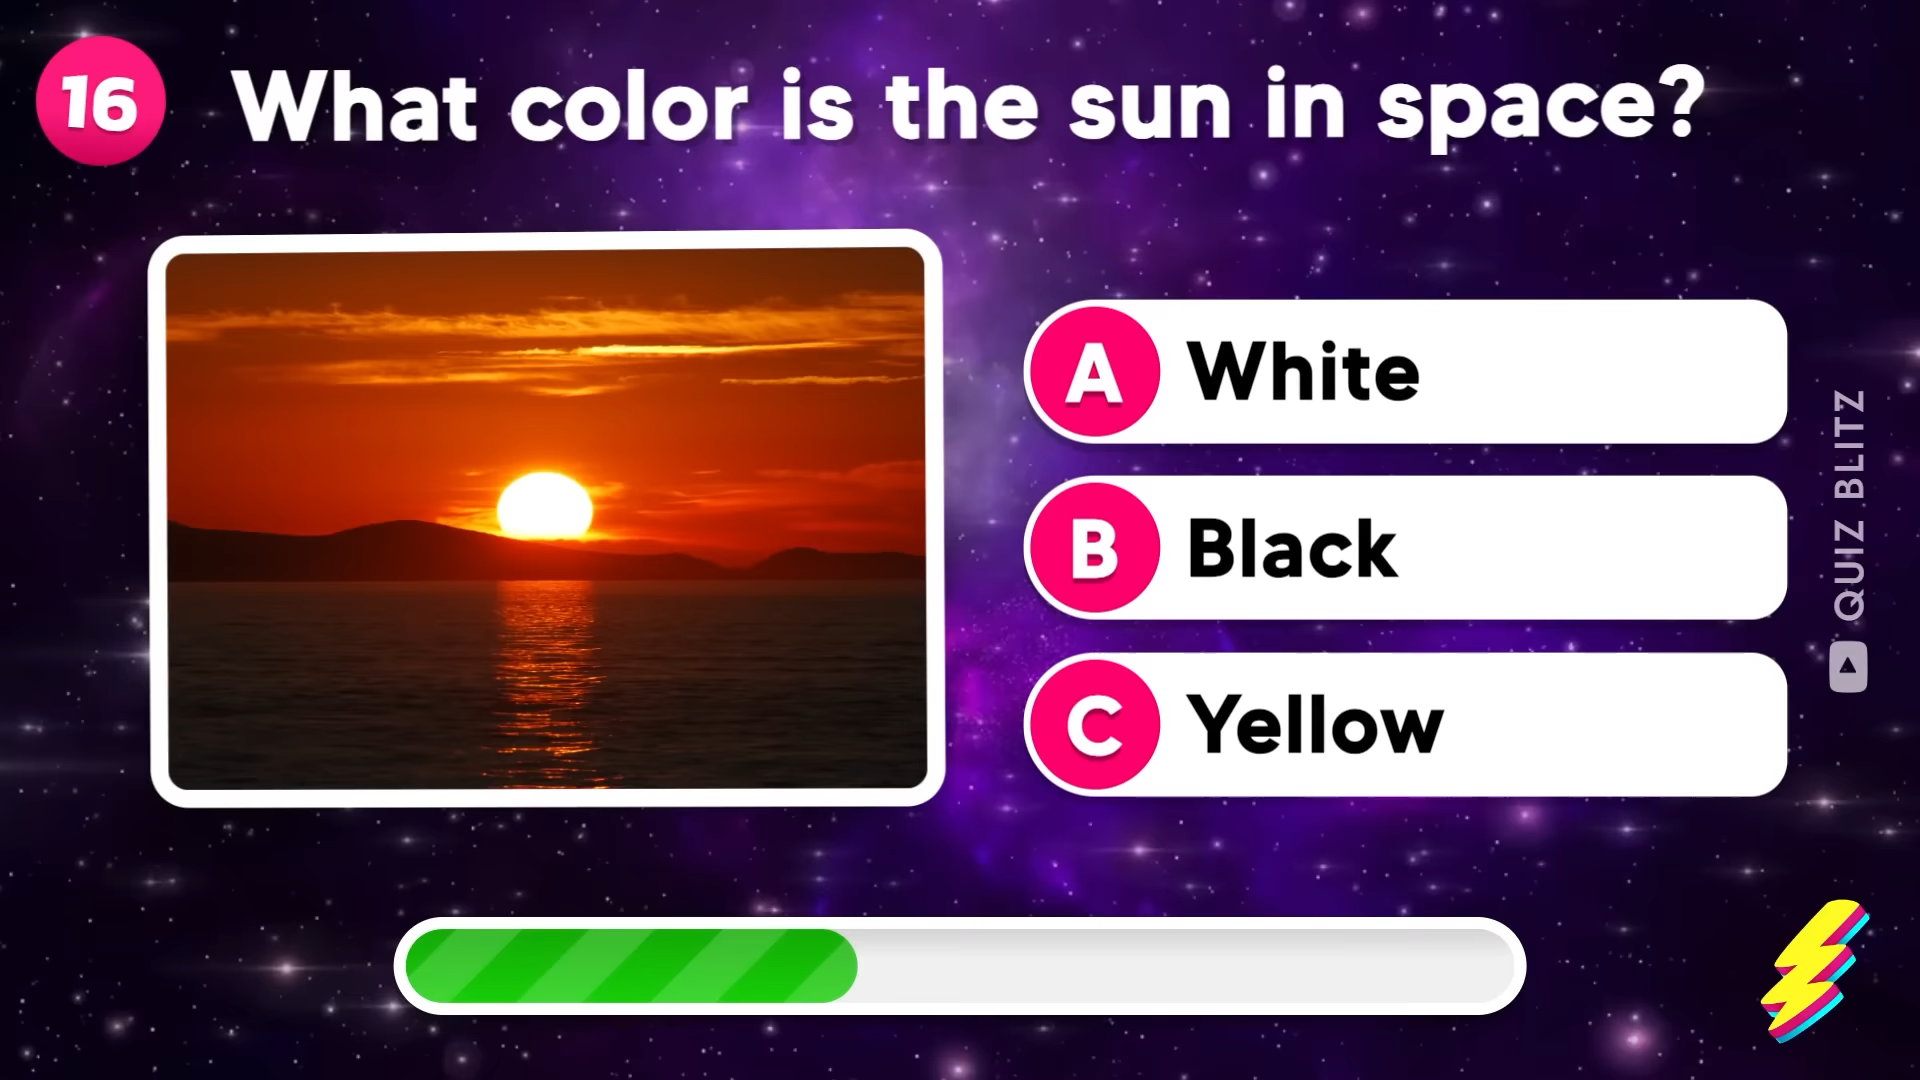 16
What color is the sun in space?
A White
B Black
C Yellow
QUIZ BLITZ